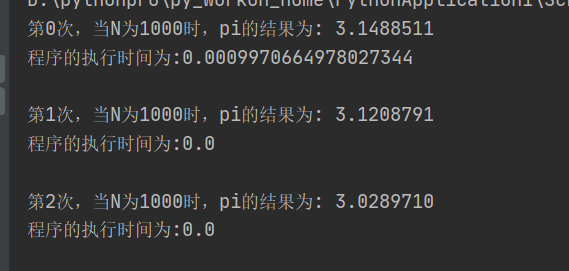 D:\pythonpro\py_workon_home\PythonApplication1\Scr
第0次，当N为1000时，pi的结果为: 3.1488511
程序的执行时间为:0.0009970664978027344
第1次，当N为1000时，pi的结果为: 3.1208791
程序的执行时间为:0.0
第2次，当N为1000时，pi的结果为: 3.0289710
程序的执行时间为:0.0